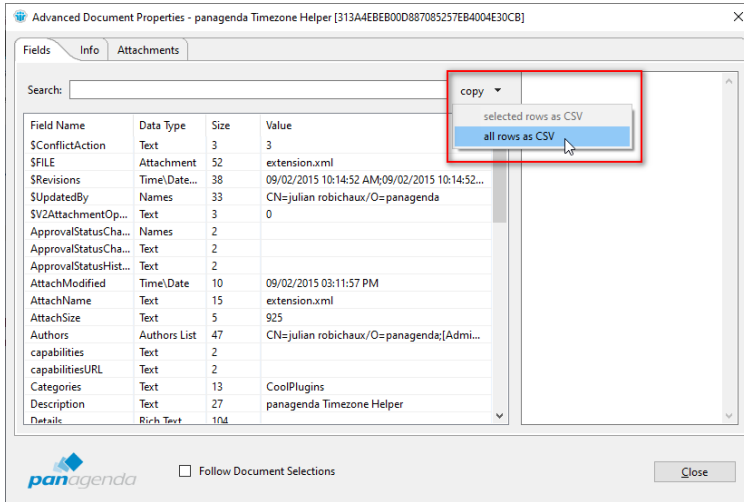 Advanced Document Properties - panagenda Timezone Helper [313A4EBEB00D887085257EB4004E30CB]
Fields Info Attachments
Search: copy
selected rows as CSV
all rows as CSV
Field Name Data Type Size Value
$ConflictAction Text 3 3
$FILE Attachment 52 extension.xml
$Revisions Time\Date... 38 09/02/2015 10:14:52 AM;09/02/2015 10:14:52...
$UpdatedBy Names 33 CN=julian robichaux/O=panagenda
$V2AttachmentOp... Text 3 0
ApprovalStatusCha... Names 2
ApprovalStatusCha... Text 2
ApprovalStatusHist... Text 2
AttachModified Time\Date 10 09/02/2015 03:11:57 PM
AttachName Text 15 extension.xml
AttachSize Text 5 925
Authors Authors List 47 CN=julian robichaux/O=panagenda;[Admi...
capabilities Text 2
capabilitiesURL Text 2
Categories Text 13 CoolPlugins
Description Text 27 panagenda Timezone Helper
Details Rich Text 104
panagenda Follow Document Selections Close